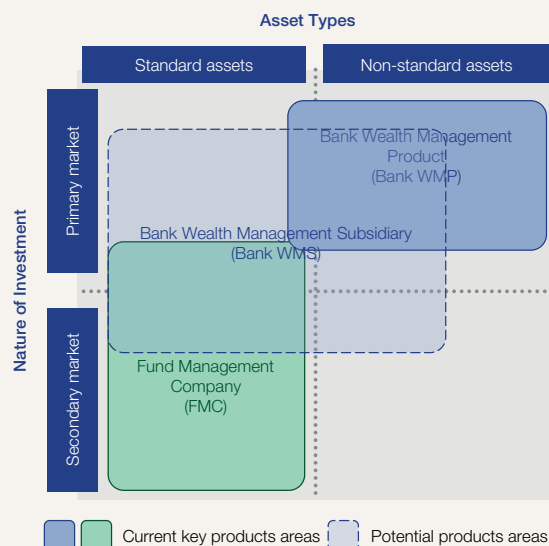 Asset Types
Standard assets
Non-standard assets
Nature of Investment
Primary market
Secondary market
Bank Wealth Management
Product
(Bank WMP)
Bank Wealth Management Subsidiary
(Bank WMS)
Fund Management
Company
(FMC)
Current key products areas
Potential products areas